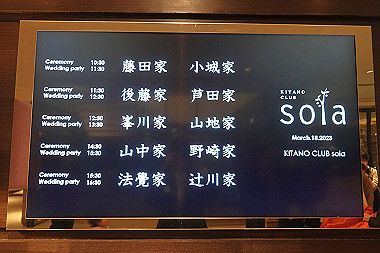 Ceremony 10:30
Wedding party 11:30
藤田家 小城家
Ceremony 11:30
Wedding party 12:30
後藤家 芦田家
Ceremony 12:30
Wedding party 13:30
峯川家 山地家
Ceremony 14:30
Wedding party 15:30
山中家 野崎家
Ceremony 15:30
Wedding party 16:30
法覺家 辻川家
KITANO
CLUB
sola
March.18.2023
KITANO CLUB sola